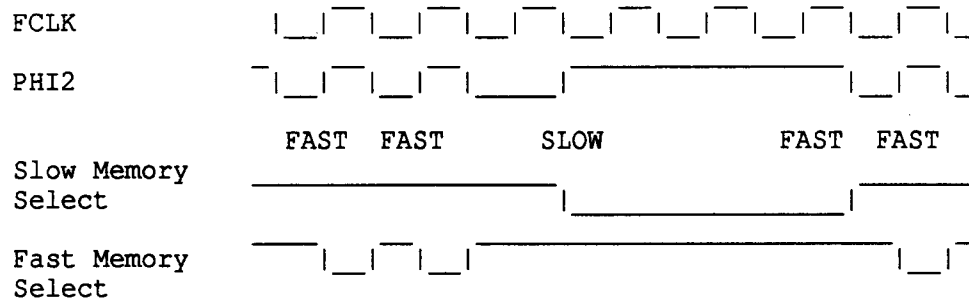 FCLK
PHI2
FAST FAST SLOW FAST FAST
Slow Memory
Select
Fast Memory
Select